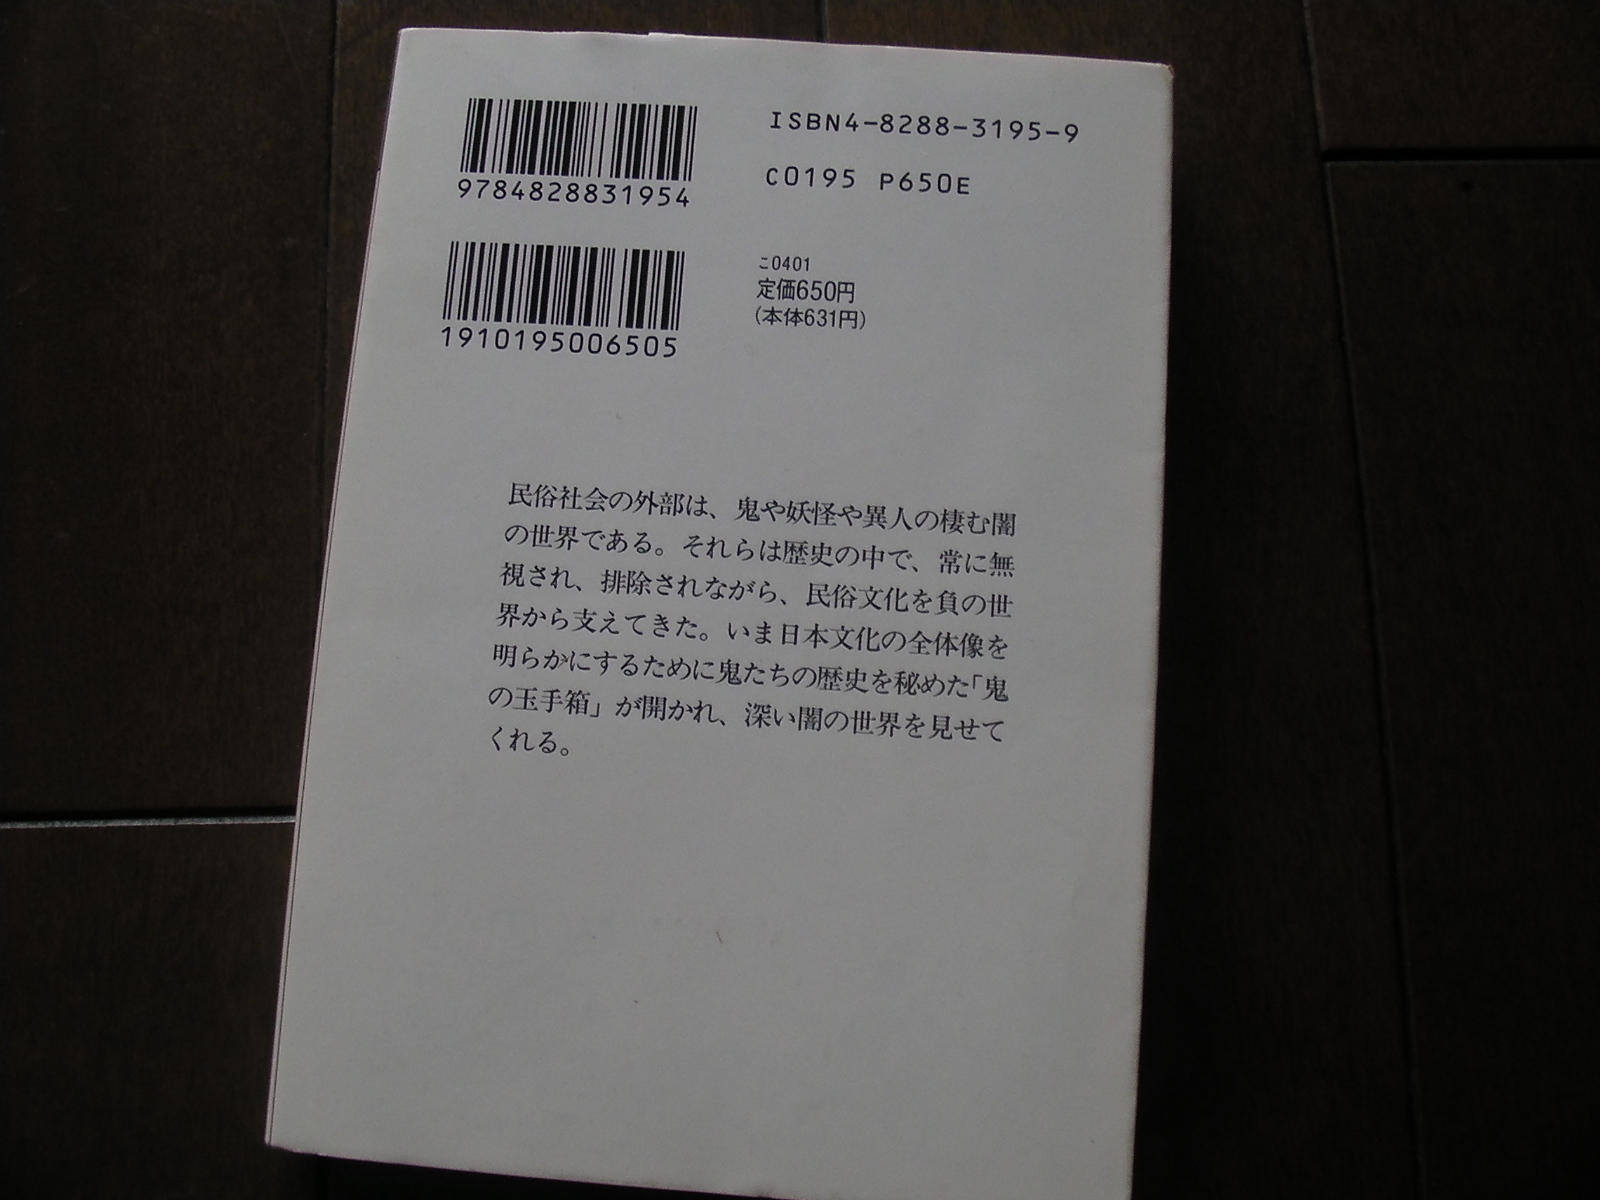 ISBN4-8288-3195-9
9784828831954
C0195 P650E
1910195006505
こ0401
定価650円
(本体631円)
民俗社会の外部は、鬼や妖怪や異人の棲む闇
の世界である。それらは歴史の中で、常に無
視され、排除されながら、民俗文化を負の世
界から支えてきた。いま日本文化の全体像を
明らかにするために鬼たちの歴史を秘めた「鬼
の玉手箱」が開かれ、深い闇の世界を見せて
くれる。